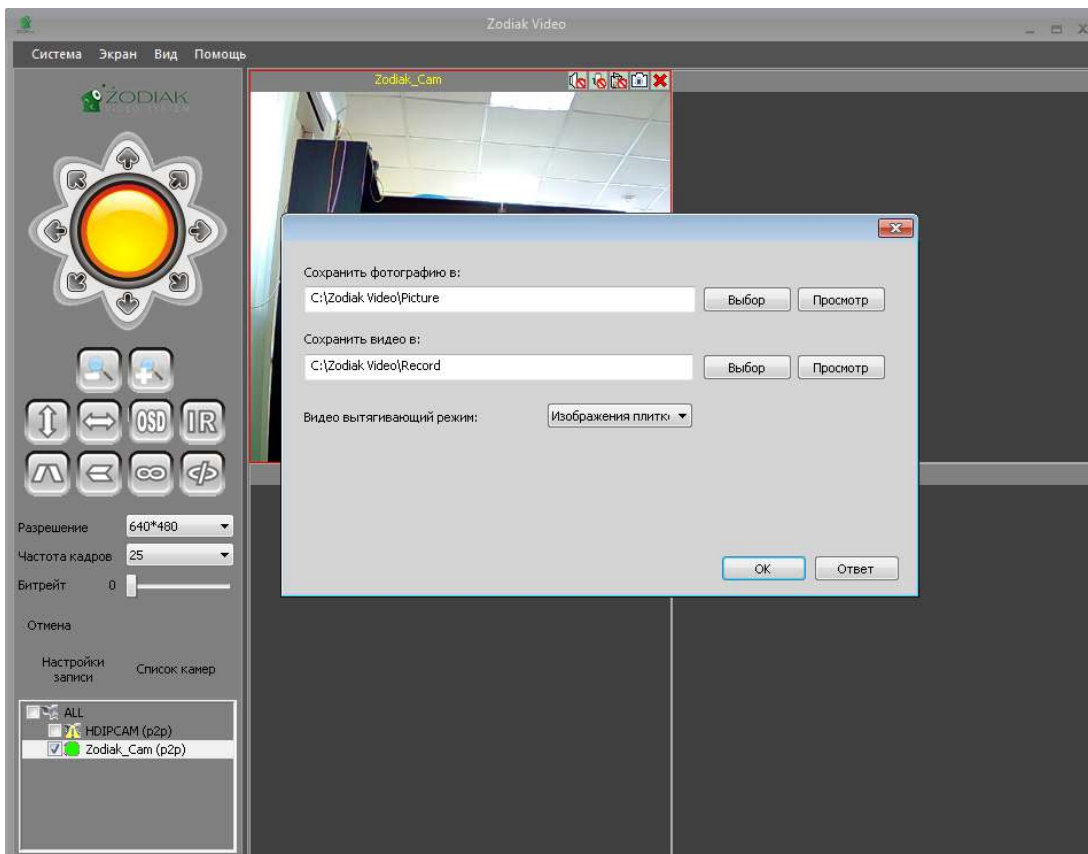 Zodiak Video
Система Экран Вид Помощь
ZODIAK
VIDEO SYSTEM
Zodiak_Cam
Сохранить фотографию в:
C:\Zodiak Video\Picture
Выбор
Просмотр
Сохранить видео в:
C:\Zodiak Video\Record
Выбор
Просмотр
Видео вытягивающий режим:
Изображения плитк
OK
Ответ
OSD
IR
Разрешение
640*480
Частота кадров
25
Битрейт
0
Отмена
Настройки
записи
Список камер
ALL
HDIPCAM (p2p)
Zodiak_Cam (p2p)